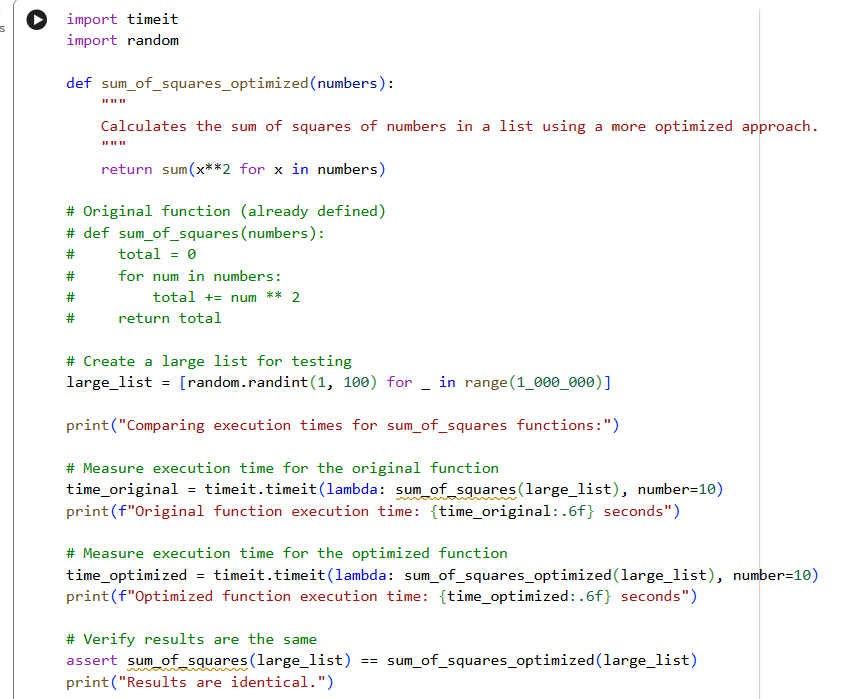 s
import timeit
import random
def sum_of_squares_optimized(numbers):
"""
Calculates the sum of squares of numbers in a list using a more optimized approach.
"""
return sum(x**2 for x in numbers)
# Original function (already defined)
# def sum_of_squares(numbers):
#     total = 0
#     for num in numbers:
#         total += num ** 2
#     return total
# Create a large list for testing
large_list = [random.randint(1, 100) for _ in range(1_000_000)]
print("Comparing execution times for sum_of_squares functions:")
# Measure execution time for the original function
time_original = timeit.timeit(lambda: sum_of_squares(large_list), number=10)
print(f"Original function execution time: {time_original:.6f} seconds")
# Measure execution time for the optimized function
time_optimized = timeit.timeit(lambda: sum_of_squares_optimized(large_list), number=10)
print(f"Optimized function execution time: {time_optimized:.6f} seconds")
# Verify results are the same
assert sum_of_squares(large_list) == sum_of_squares_optimized(large_list)
print("Results are identical.")